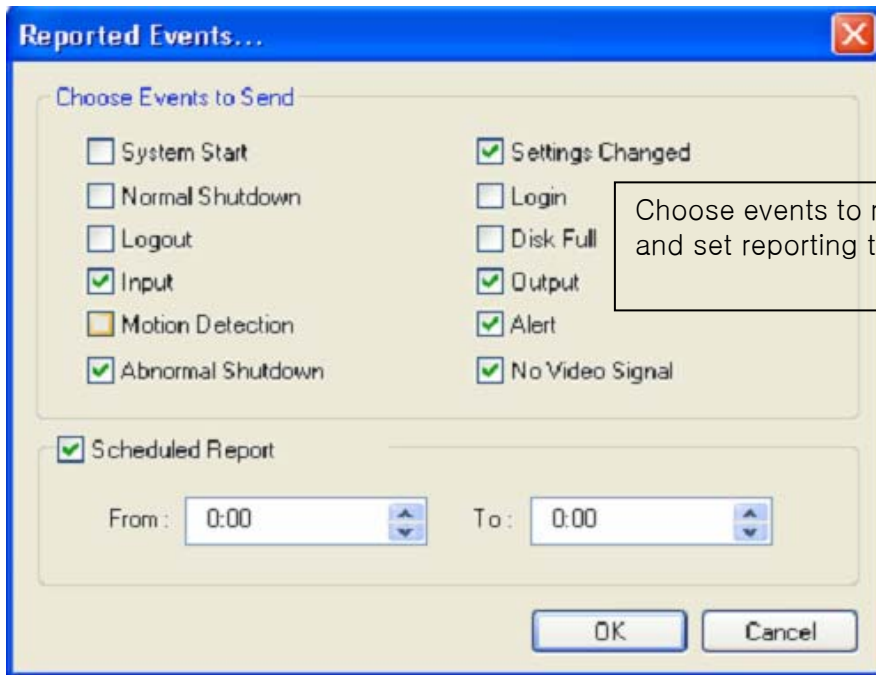 Reported Events...
Choose Events to Send
System Start
Settings Changed
Normal Shutdown
Login
Logout
Disk Full
Choose events to
and set reporting
Input
Output
Motion Detection
Alert
Abnormal Shutdown
No Video Signal
Scheduled Report
From : 0:00
To : 0:00
OK
Cancel